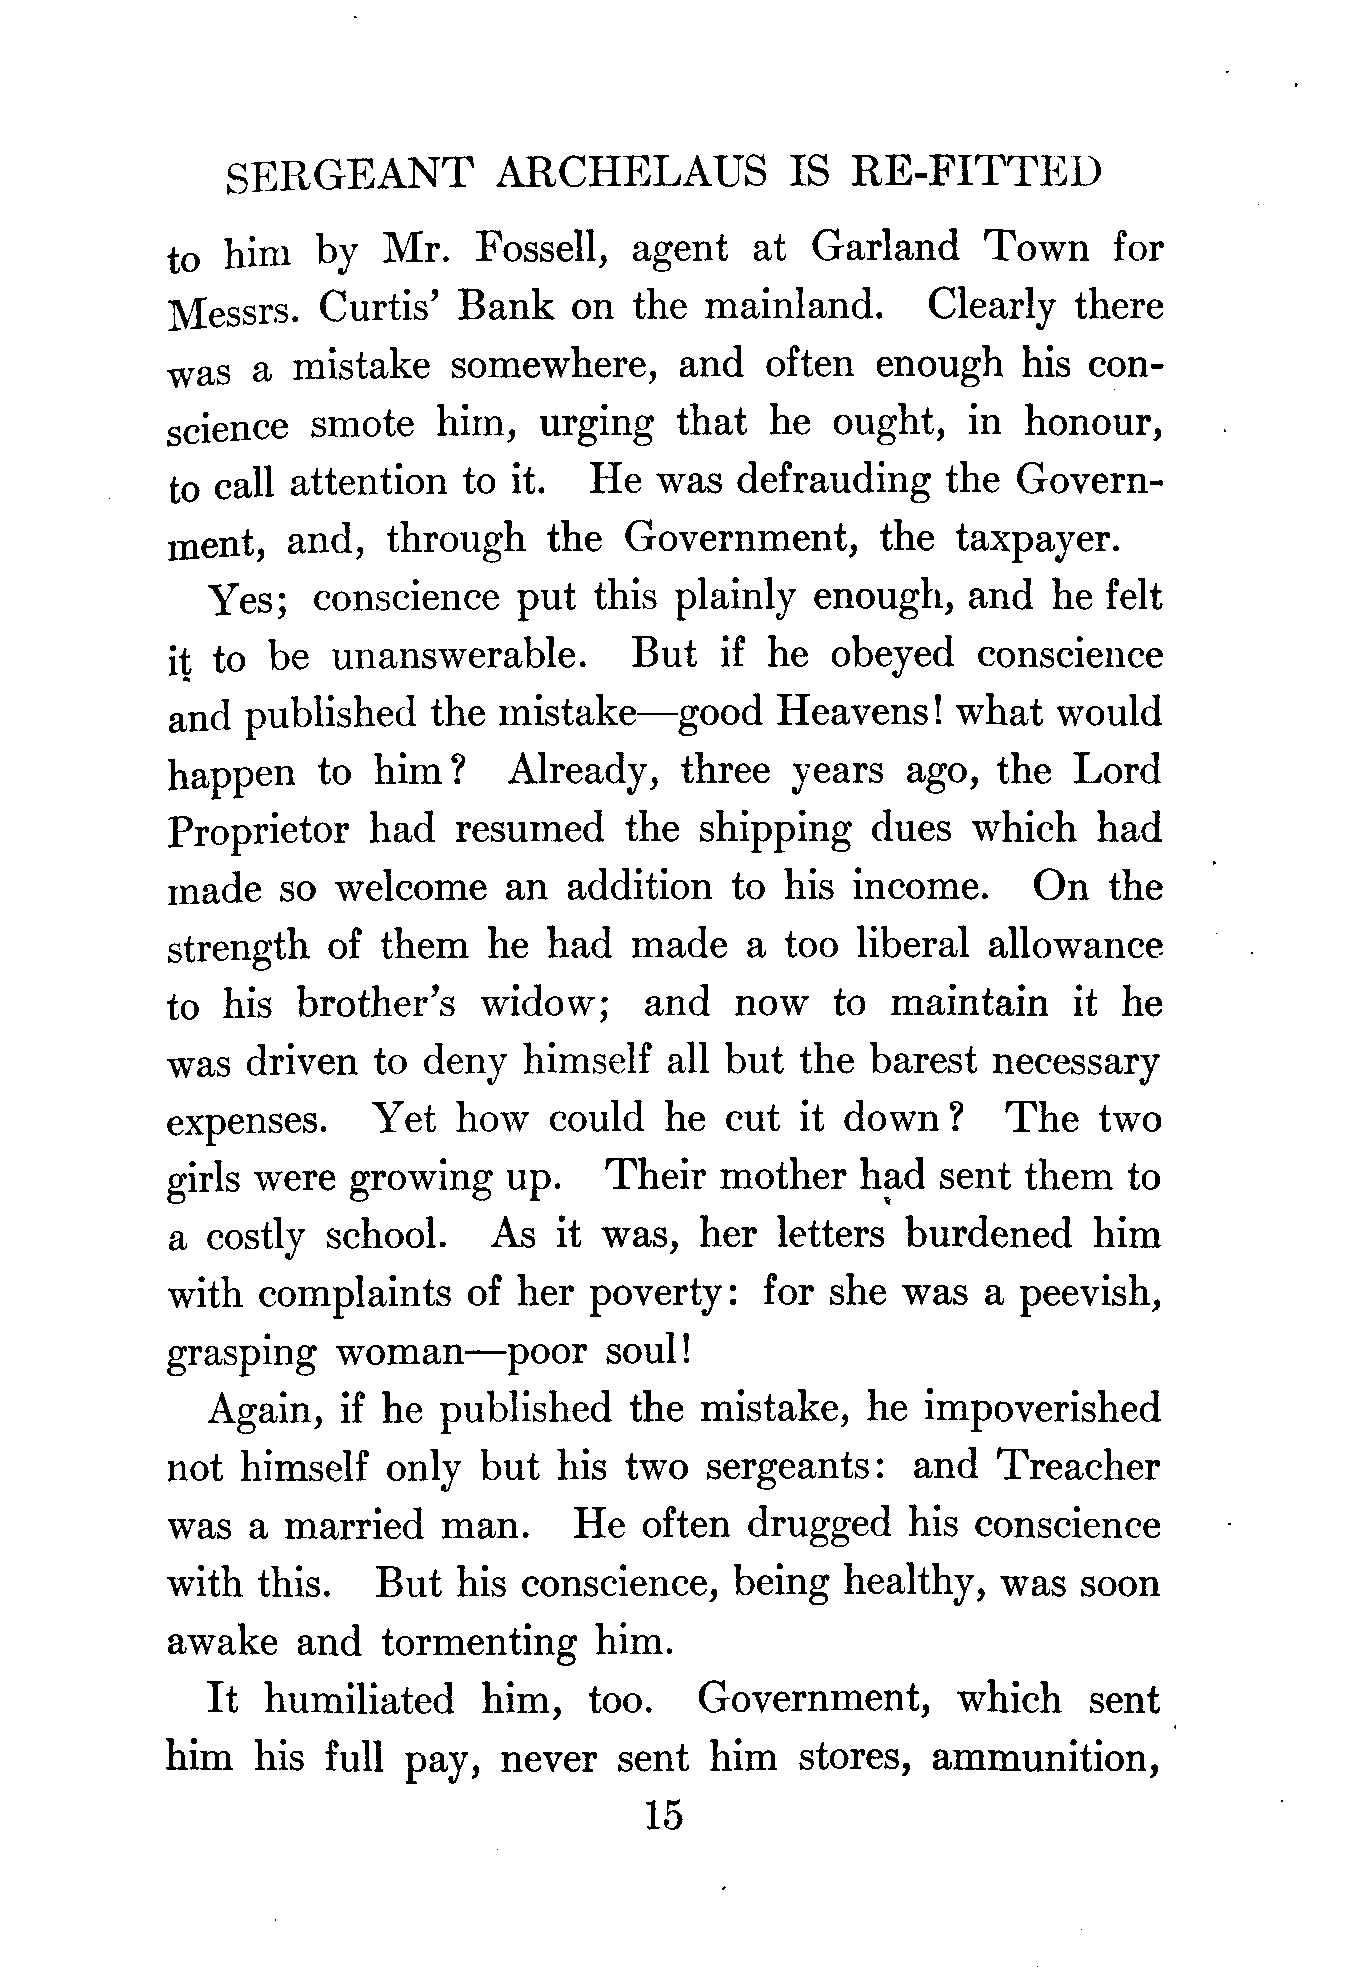 SERGEANT ARCHELAUS IS RE-FITTED
to him by Mr. Fossell, agent at Garland Town for
Messrs. Curtis' Bank on the mainland. Clearly there
was a mistake somewhere, and often enough his con-
science smote him, urging that he ought, in honour,
to call attention to it. He was defrauding the Govern-
ment, and, through the Government, the taxpayer.
Yes; conscience put this plainly enough, and he felt
it to be unanswerable. But if he obeyed conscience
and published the mistake—good Heavens! what would
happen to him? Already, three years ago, the Lord
Proprietor had resumed the shipping dues which had
made so welcome an addition to his income. On the
strength of them he had made a too liberal allowance
to his brother's widow; and now to maintain it he
was driven to deny himself all but the barest necessary
expenses. Yet how could he cut it down? The two
girls were growing up. Their mother had sent them to
a costly school. As it was, her letters burdened him
with complaints of her poverty: for she was a peevish,
grasping woman—poor soul!
Again, if he published the mistake, he impoverished
not himself only but his two sergeants: and Treacher
was a married man. He often drugged his conscience
with this. But his conscience, being healthy, was soon
awake and tormenting him.
It humiliated him, too. Government, which sent
him his full pay, never sent him stores, ammunition,
15